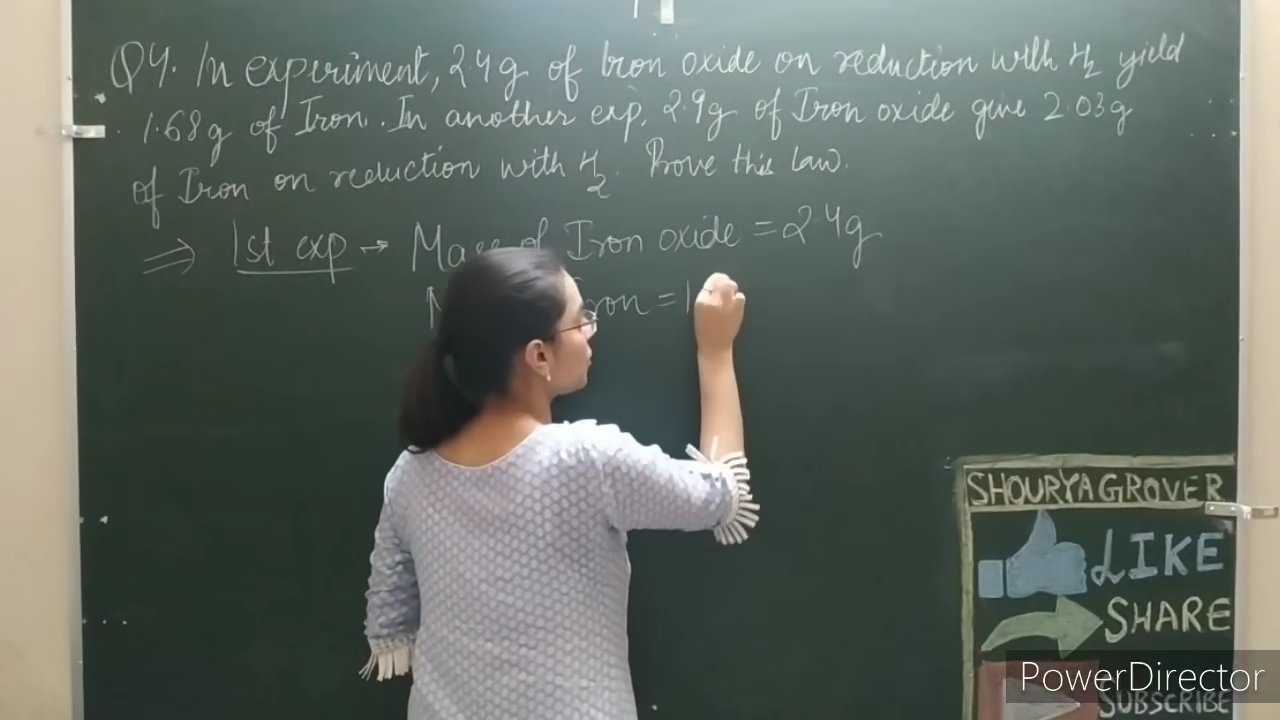 Q4. In experiment, 2.4g of Iron oxide on reduction with H₂ yield
1.68g of Iron. In another exp, 2.9g of Iron oxide give 2.03g
of Iron on reduction with H₂. Prove this law.
⇒ 1st exp → Mass of Iron oxide = 2.4g
Iron = 1
SHOURYA GROVER
LIKE
SHARE
SUBSCRIBE
PowerDirector